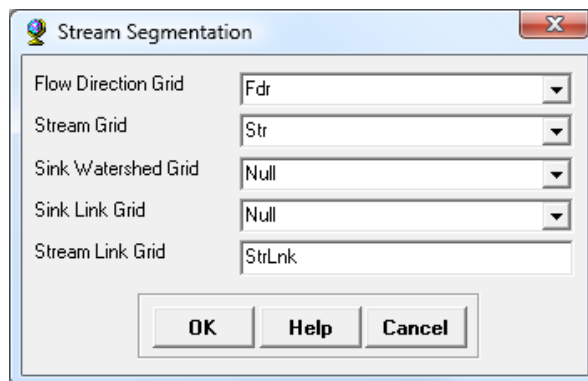 Stream Segmentation
Flow Direction Grid Fdr
Stream Grid Str
Sink Watershed Grid Null
Sink Link Grid Null
Stream Link Grid StrLnk
OK Help Cancel